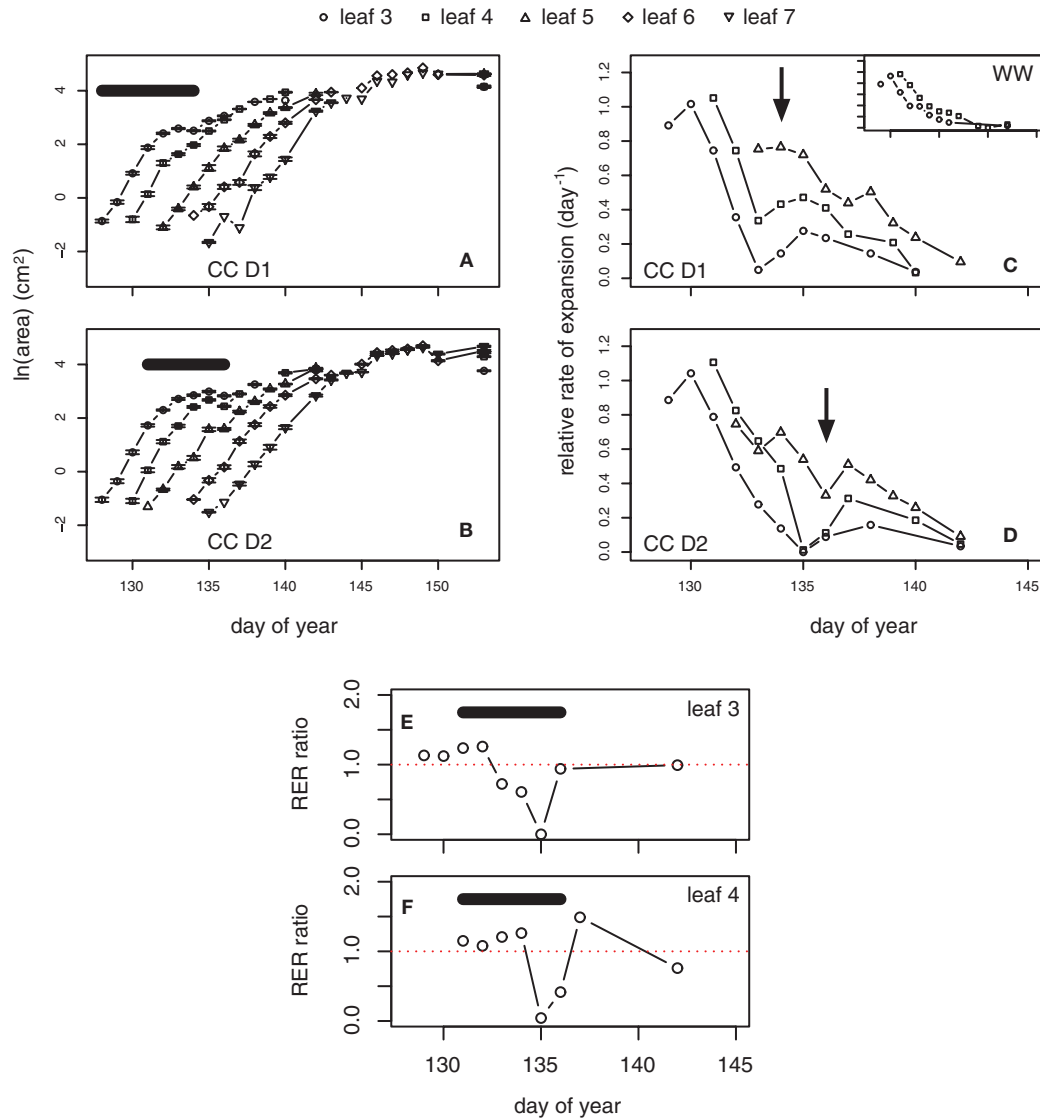 leaf 3 leaf 4 leaf 5 leaf 6 leaf 7
ln(area) (cm²)
4
2
0
−2
CC D1
A
4
2
0
−2
CC D2
B
130 135 140 145 150
day of year
relative rate of expansion (day⁻¹)
1.2
1.0
0.8
0.6
0.4
0.2
0.0
WW
CC D1
C
1.2
1.0
0.8
0.6
0.4
0.2
0.0
CC D2
D
130 135 140 145
day of year
RER ratio
2.0
1.0
0.0
E
leaf 3
130 135 140 145
RER ratio
2.0
1.0
0.0
F
leaf 4
130 135 140 145
day of year